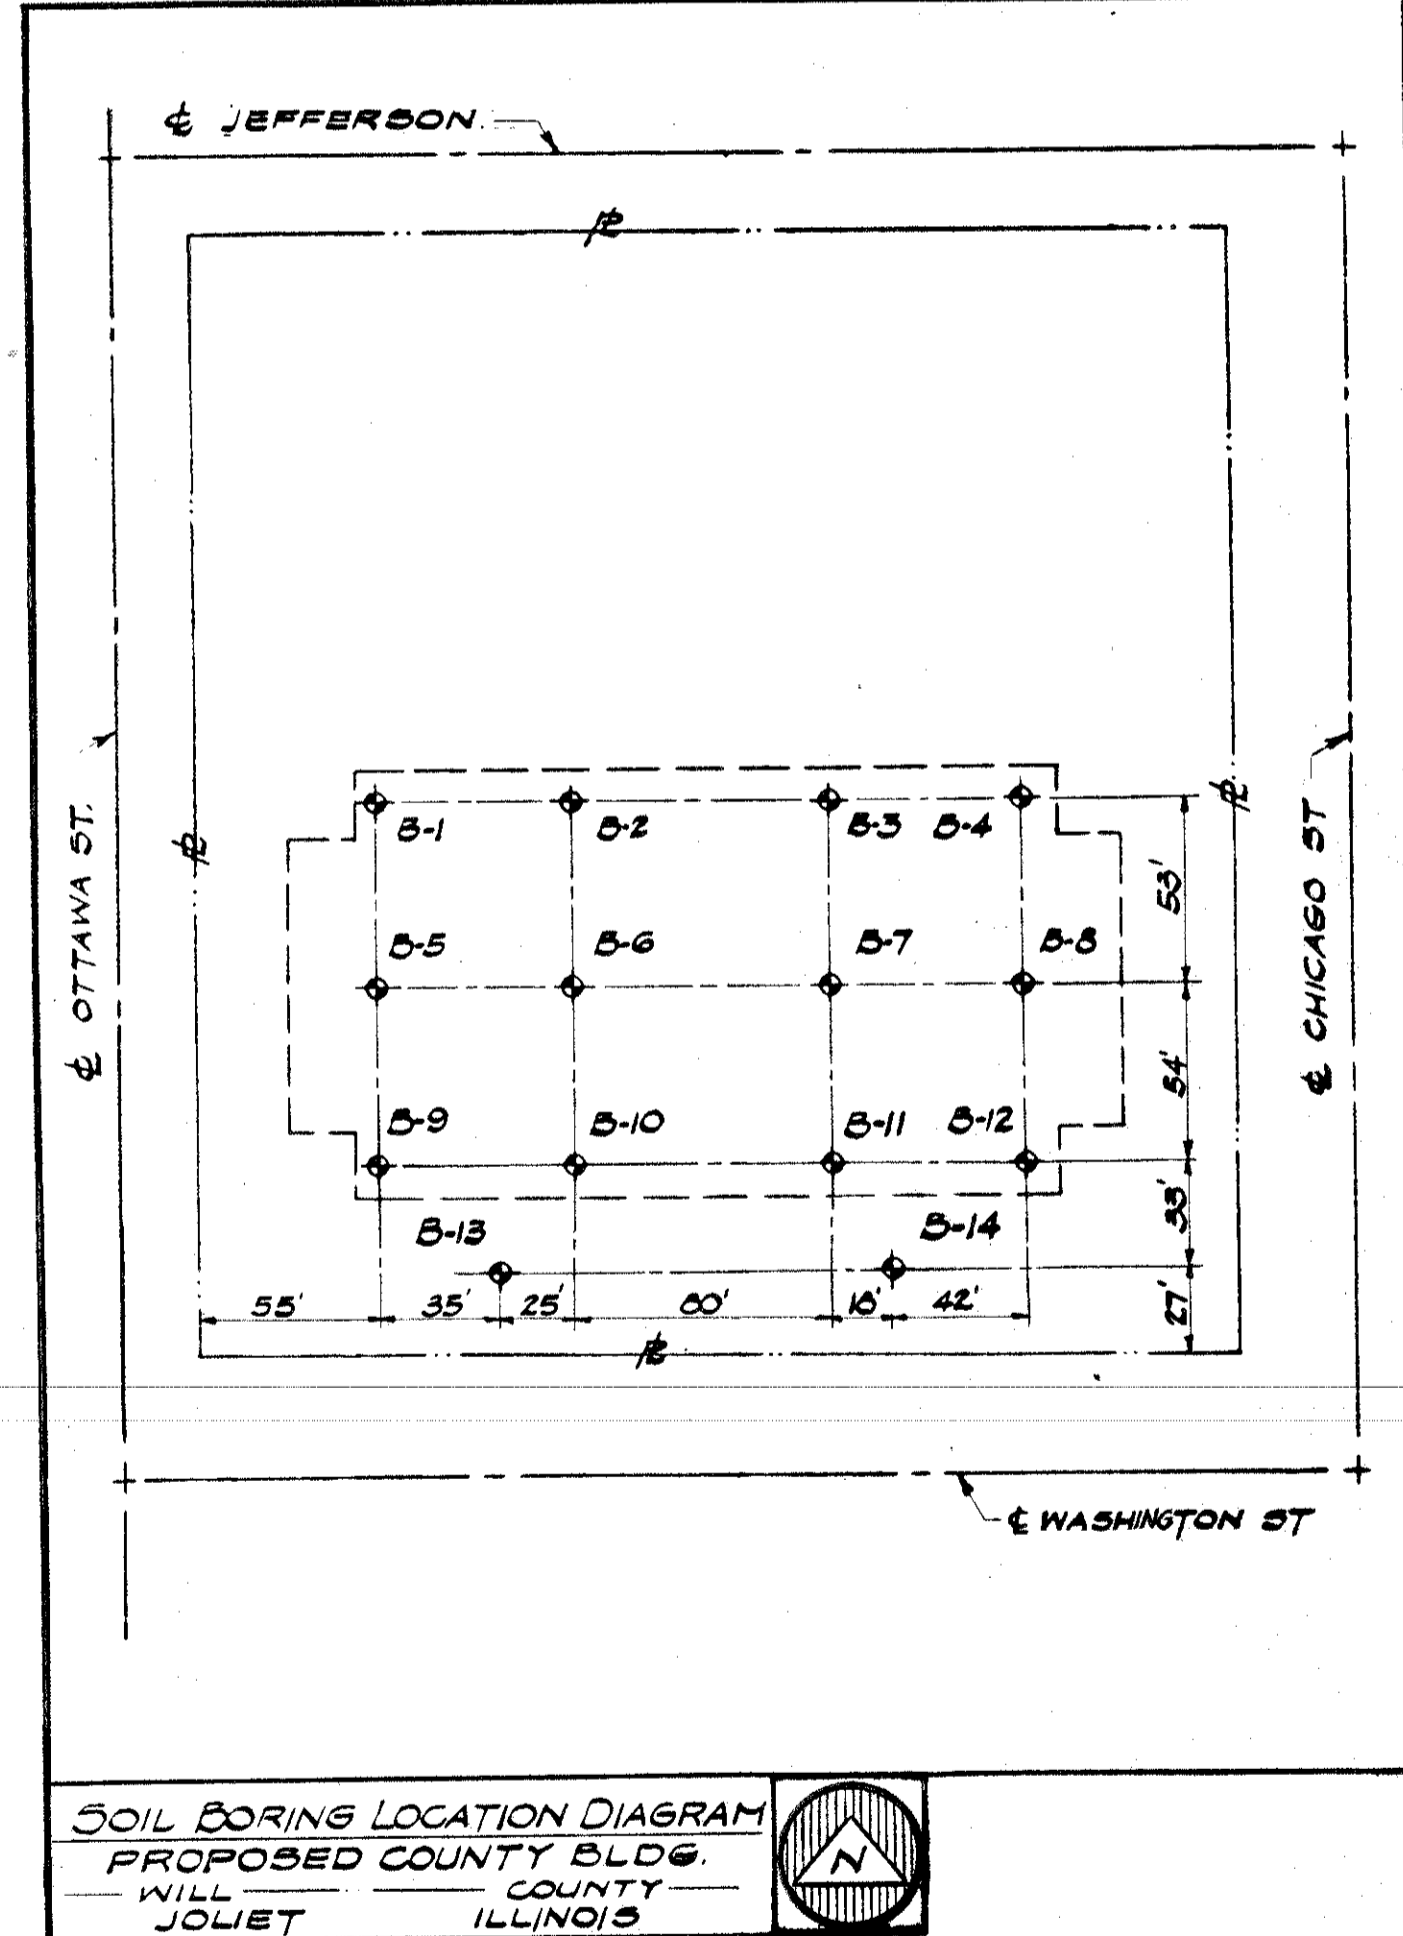 ℄ JEFFERSON
⅊
℄ OTTAWA ST.
⅊
⅊
℄ CHICAGO ST
B-1
B-2
B-3
B-4
53'
B-5
B-6
B-7
B-8
54'
B-9
B-10
B-11
B-12
33'
B-13
B-14
55'
35'
25'
80'
18'
42'
27'
⅊
℄ WASHINGTON ST
SOIL BORING LOCATION DIAGRAM
PROPOSED COUNTY BLDG.
WILL COUNTY
JOLIET ILLINOIS
N